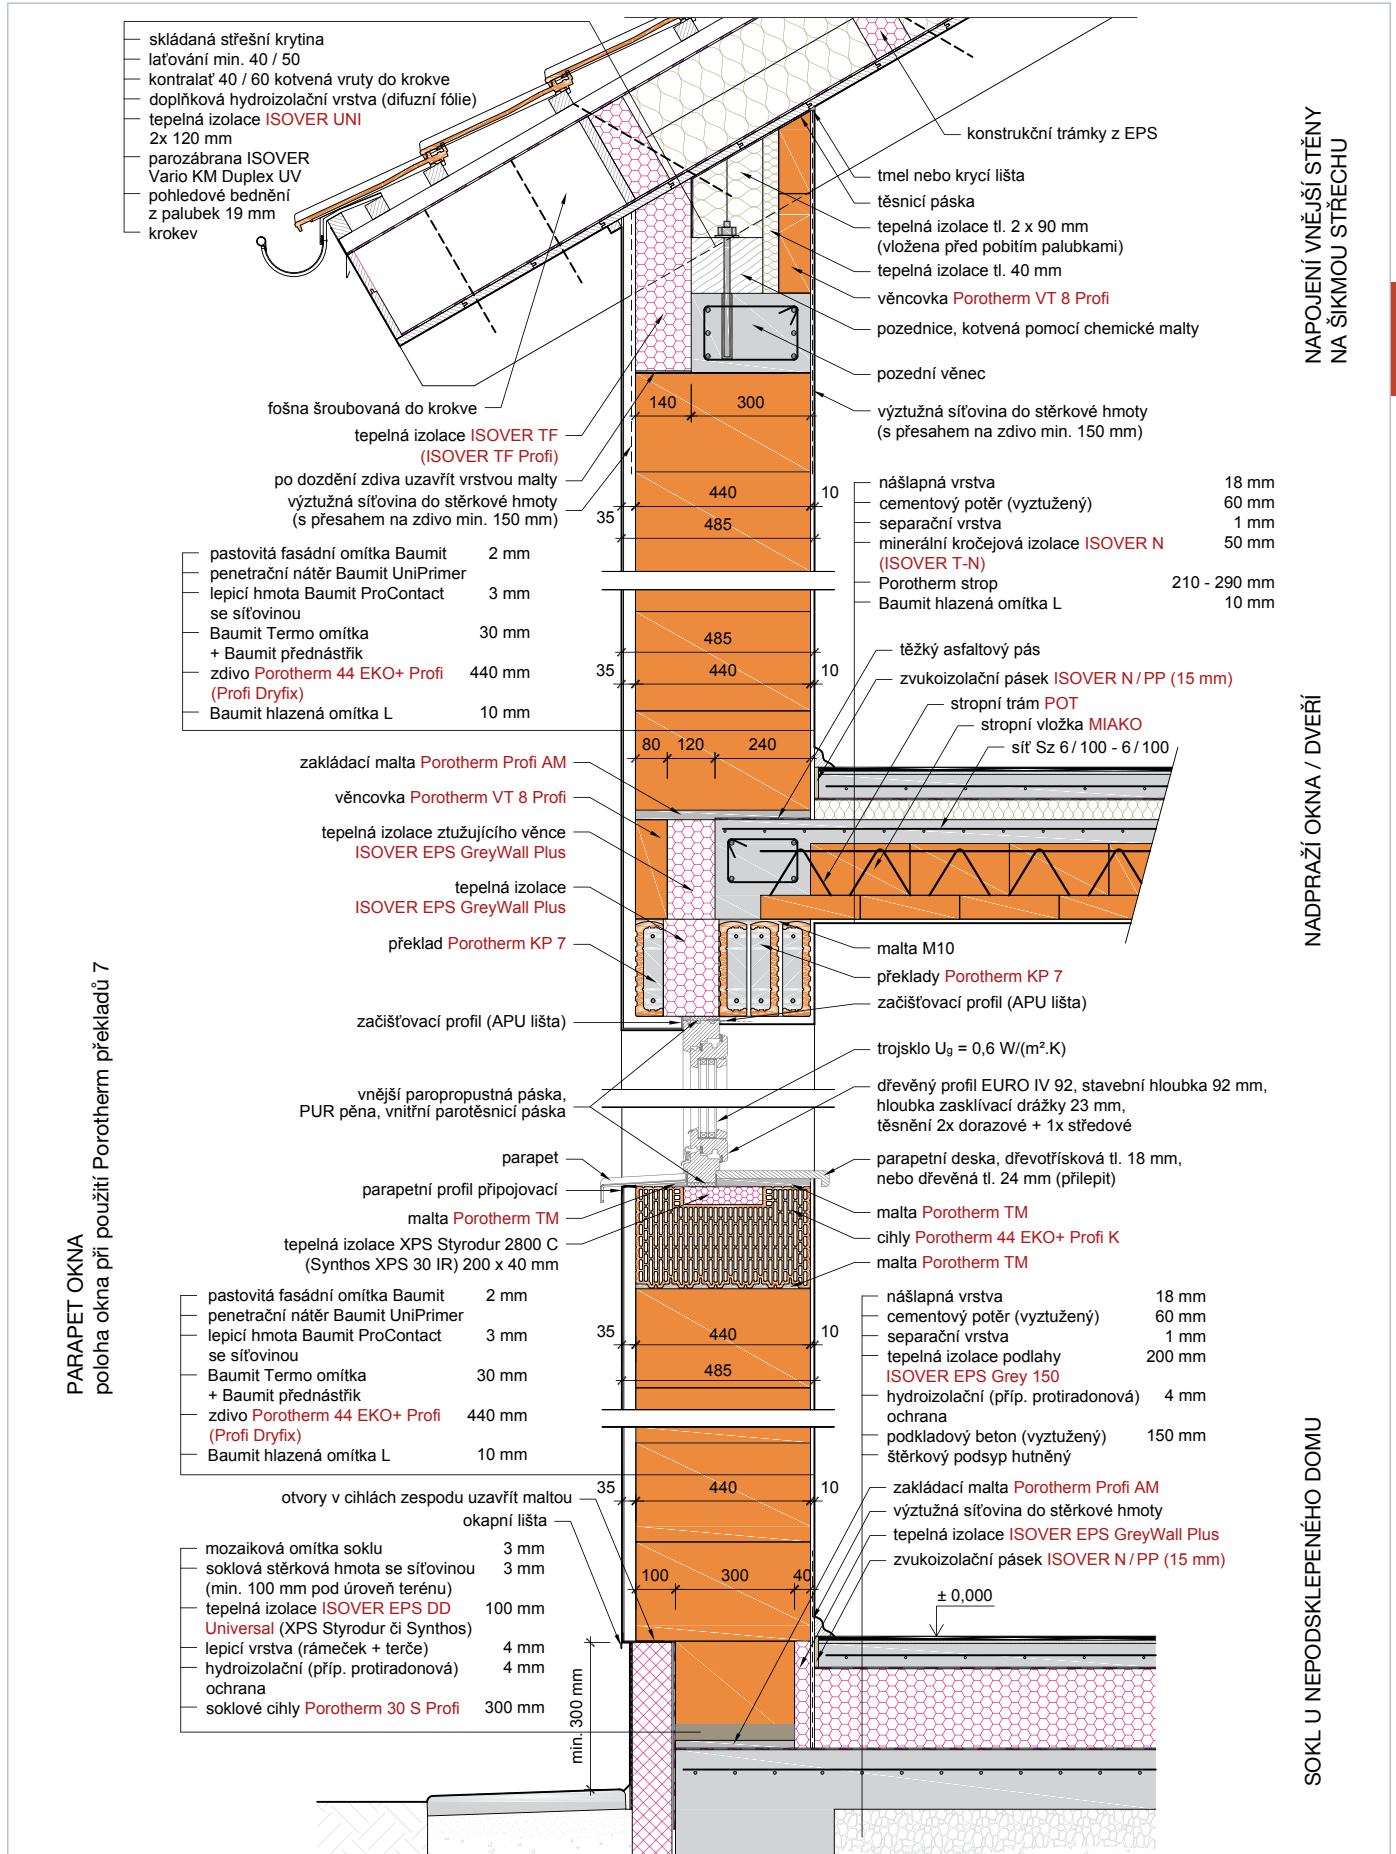 skládaná střešní krytina
laťování min. 40 / 50
kontralať 40 / 60 kotvená vruty do krokve
doplňková hydroizolační vrstva (difuzní fólie)
tepelná izolace ISOVER UNI
2x 120 mm
parozábrana ISOVER
Vario KM Duplex UV
pohledové bednění
z palubek 19 mm
krokev
konstrukční trámky z EPS
tmel nebo krycí lišta
těsnicí páska
tepelná izolace tl. 2 x 90 mm
(vložena před pobitím palubkami)
tepelná izolace tl. 40 mm
věncovka Porotherm VT 8 Profi
pozednice, kotvená pomocí chemické malty
pozední věnec
výztužná síťovina do stěrkové hmoty
(s přesahem na zdivo min. 150 mm)
NAPOJENÍ VNĚJŠÍ STĚNY
NA ŠIKMOU STŘECHU
fošna šroubovaná do krokve
tepelná izolace ISOVER TF
(ISOVER TF Profi)
po dozdění zdiva uzavřít vrstvou malty
výztužná síťovina do stěrkové hmoty
(s přesahem na zdivo min. 150 mm)
140 300
440 10
35 485
nášlapná vrstva 18 mm
cementový potěr (vyztužený) 60 mm
separační vrstva 1 mm
minerální kročejová izolace ISOVER N 50 mm
(ISOVER T-N)
Porotherm strop 210 - 290 mm
Baumit hlazená omítka L 10 mm
pastovitá fasádní omítka Baumit 2 mm
penetrační nátěr Baumit UniPrimer
lepicí hmota Baumit ProContact 3 mm
se síťovinou
Baumit Termo omítka 30 mm
+ Baumit přednástřik
zdivo Porotherm 44 EKO+ Profi 440 mm
(Profi Dryfix)
Baumit hlazená omítka L 10 mm
485
35 440 10
80 120 240
těžký asfaltový pás
zvukoizolační pásek ISOVER N / PP (15 mm)
stropní trám POT
stropní vložka MIAKO
síť Sz 6 / 100 - 6 / 100
zakládací malta Porotherm Profi AM
věncovka Porotherm VT 8 Profi
tepelná izolace ztužujícího věnce
ISOVER EPS GreyWall Plus
tepelná izolace
ISOVER EPS GreyWall Plus
překlad Porotherm KP 7
začišťovací profil (APU lišta)
malta M10
překlady Porotherm KP 7
začišťovací profil (APU lišta)
NADPRAŽÍ OKNA / DVEŘÍ
trojsklo Ug = 0,6 W/(m².K)
dřevěný profil EURO IV 92, stavební hloubka 92 mm,
hloubka zasklívací drážky 23 mm,
těsnění 2x dorazové + 1x středové
vnější paropropustná páska,
PUR pěna, vnitřní parotěsnicí páska
parapet
parapetní profil připojovací
malta Porotherm TM
tepelná izolace XPS Styrodur 2800 C
(Synthos XPS 30 IR) 200 x 40 mm
parapetní deska, dřevotřísková tl. 18 mm,
nebo dřevěná tl. 24 mm (přilepit)
malta Porotherm TM
cihly Porotherm 44 EKO+ Profi K
malta Porotherm TM
PARAPET OKNA
poloha okna při použití Porotherm překladů 7
pastovitá fasádní omítka Baumit 2 mm
penetrační nátěr Baumit UniPrimer
lepicí hmota Baumit ProContact 3 mm
se síťovinou
Baumit Termo omítka 30 mm
+ Baumit přednástřik
zdivo Porotherm 44 EKO+ Profi 440 mm
(Profi Dryfix)
Baumit hlazená omítka L 10 mm
35 440 10
485
35 440 10
100 300 40
nášlapná vrstva 18 mm
cementový potěr (vyztužený) 60 mm
separační vrstva 1 mm
tepelná izolace podlahy 200 mm
ISOVER EPS Grey 150
hydroizolační (příp. protiradonová) 4 mm
ochrana
podkladový beton (vyztužený) 150 mm
štěrkový podsyp hutněný
zakládací malta Porotherm Profi AM
výztužná síťovina do stěrkové hmoty
tepelná izolace ISOVER EPS GreyWall Plus
zvukoizolační pásek ISOVER N / PP (15 mm)
± 0,000
otvory v cihlách zespodu uzavřít maltou
okapní lišta
mozaiková omítka soklu 3 mm
soklová stěrková hmota se síťovinou 3 mm
(min. 100 mm pod úroveň terénu)
tepelná izolace ISOVER EPS DD 100 mm
Universal (XPS Styrodur či Synthos)
lepicí vrstva (rámeček + terče) 4 mm
hydroizolační (příp. protiradonová) 4 mm
ochrana
soklové cihly Porotherm 30 S Profi 300 mm
min. 300 mm
SOKL U NEPODSKLEPENÉHO DOMU